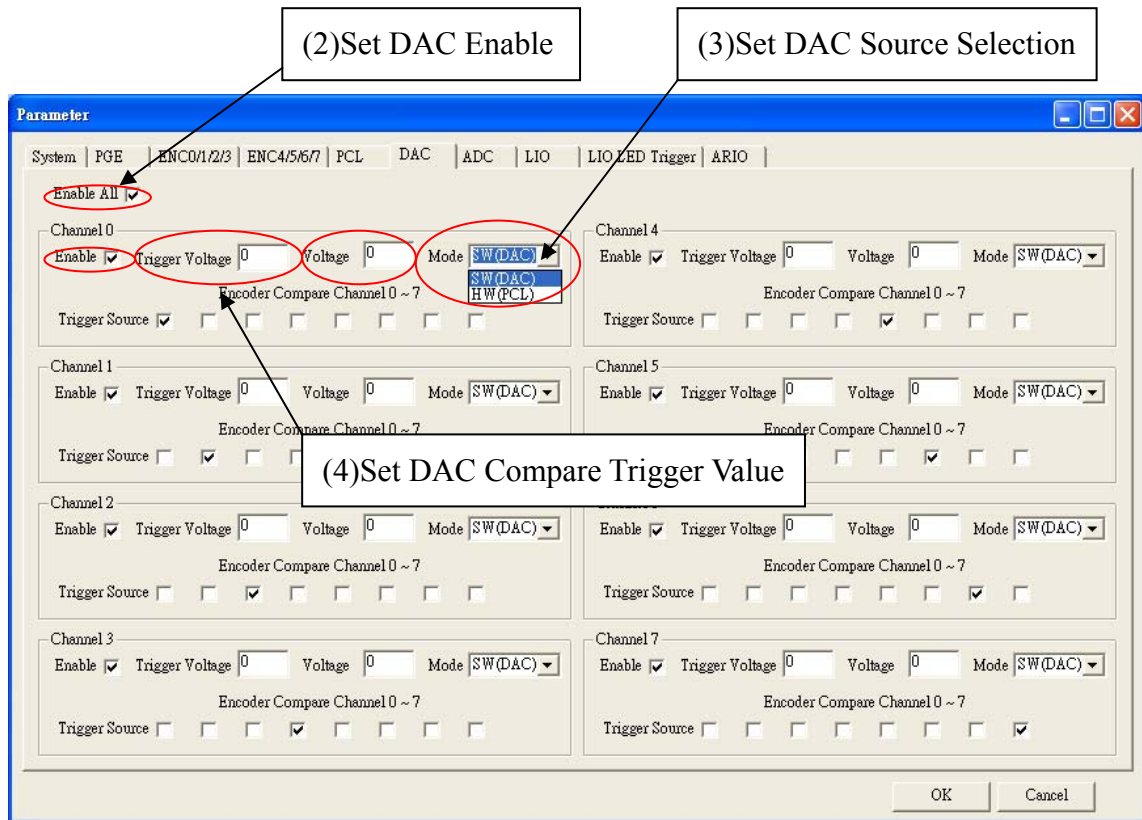 (2)Set DAC Enable
(3)Set DAC Source Selection
Parameter
System PGE ENC0/1/2/3 ENC4/5/6/7 PCL DAC ADC LIO LIO LED Trigger ARIO
Enable All
Channel 0
Enable Trigger Voltage 0 Voltage 0 Mode SW(DAC)
SW(DAC)
HW(PCL)
Encoder Compare Channel 0 ~ 7
Trigger Source
Channel 4
Enable Trigger Voltage 0 Voltage 0 Mode SW(DAC)
Encoder Compare Channel 0 ~ 7
Trigger Source
Channel 1
Enable Trigger Voltage 0 Voltage 0 Mode SW(DAC)
Encoder Compare Channel 0 ~ 7
Trigger Source
Channel 5
Enable Trigger Voltage 0 Voltage 0 Mode SW(DAC)
Encoder Compare Channel 0 ~ 7
(4)Set DAC Compare Trigger Value
Channel 2
Enable Trigger Voltage 0 Voltage 0 Mode SW(DAC)
Encoder Compare Channel 0 ~ 7
Trigger Source
Enable Trigger Voltage 0 Voltage 0 Mode SW(DAC)
Encoder Compare Channel 0 ~ 7
Trigger Source
Channel 3
Enable Trigger Voltage 0 Voltage 0 Mode SW(DAC)
Encoder Compare Channel 0 ~ 7
Trigger Source
Channel 7
Enable Trigger Voltage 0 Voltage 0 Mode SW(DAC)
Encoder Compare Channel 0 ~ 7
Trigger Source
OK Cancel